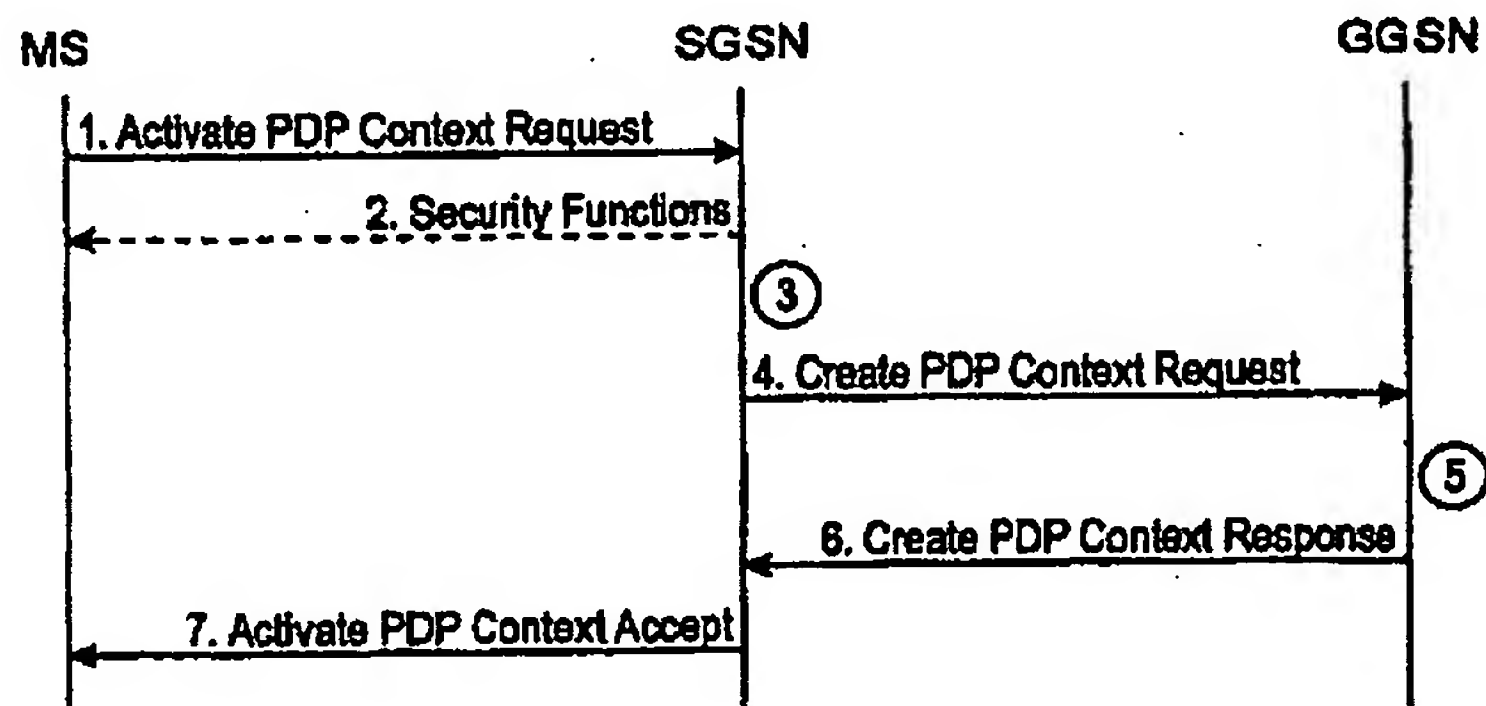 MS SGSN GGSN
1. Activate PDP Context Request
2. Security Functions
3
4. Create PDP Context Request
5
6. Create PDP Context Response
7. Activate PDP Context Accept